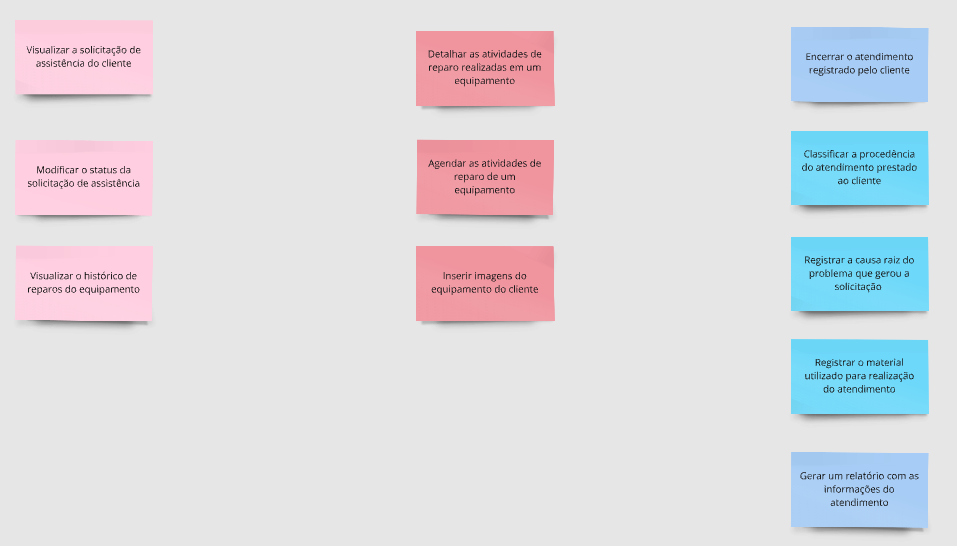 Visualizar a solicitação de
assistência do cliente
Modificar o status da
solicitação de assistência
Visualizar o histórico de
reparos do equipamento
Detalhar as atividades de
reparo realizadas em um
equipamento
Agendar as atividades de
reparo de um
equipamento
Inserir imagens do
equipamento do cliente
Encerrar o atendimento
registrado pelo cliente
Classificar a procedência
do atendimento prestado
ao cliente
Registrar a causa raiz do
problema que gerou a
solicitação
Registrar o material
utilizado para realização
do atendimento
Gerar um relatório com as
informações do
atendimento